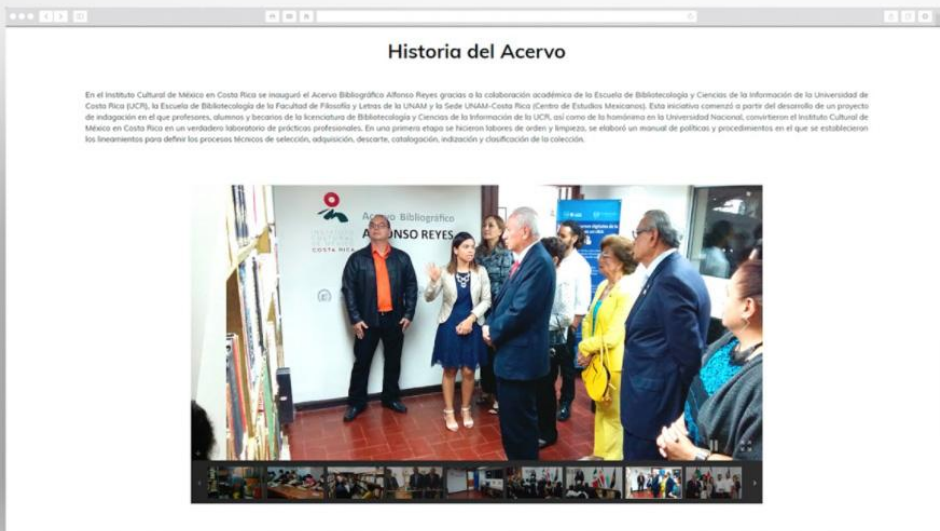 Historia del Acervo
En el Instituto Cultural de México en Costa Rica se inauguró el Acervo Bibliográfico Alfonso Reyes gracias a la colaboración académica de la Escuela de Bibliotecología y Ciencias de la Información de la Universidad de
Costa Rica (UCR), la Escuela de Bibliotecología de la Facultad de Filosofía y Letras de la UNAM y la Sede UNAM-Costa Rica (Centro de Estudios Mexicanos). Esta iniciativa comenzó a partir del desarrollo de un proyecto
de indagación en el que profesores, alumnos y becarios de la licenciatura de Bibliotecología y Ciencias de la Información de la UCR, así como de la homónima en la Universidad Nacional, convirtieron el Instituto Cultural de
México en Costa Rica en un verdadero laboratorio de prácticas profesionales. En una primera etapa se hicieron labores de orden y limpieza, se elaboró un manual de políticas y procedimientos en el que se establecieron
los lineamientos para definir los procesos técnicos de selección, adquisición, descarte, catalogación, indización y clasificación de la colección.
Bibliográfico
NSO REYES
INSTITUTO
CULTURAL
DE MÉXICO
COSTA RICA